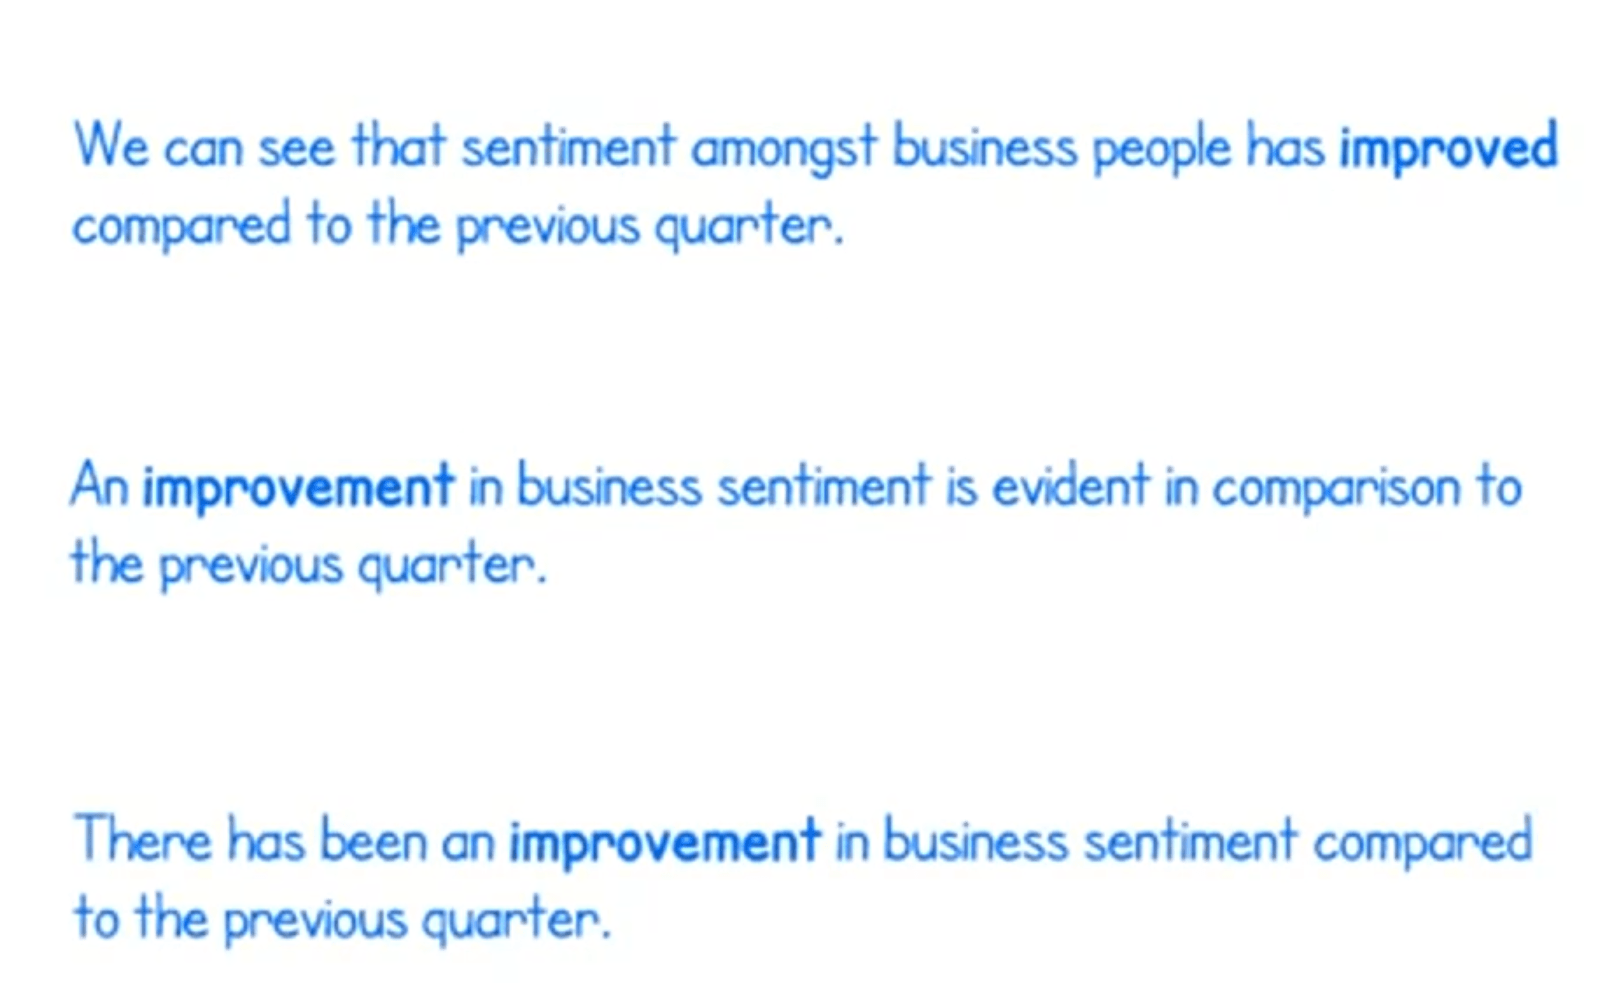 We can see that sentiment amongst business people has improved
compared to the previous quarter.
An improvement in business sentiment is evident in comparison to
the previous quarter.
There has been an improvement in business sentiment compared
to the previous quarter.